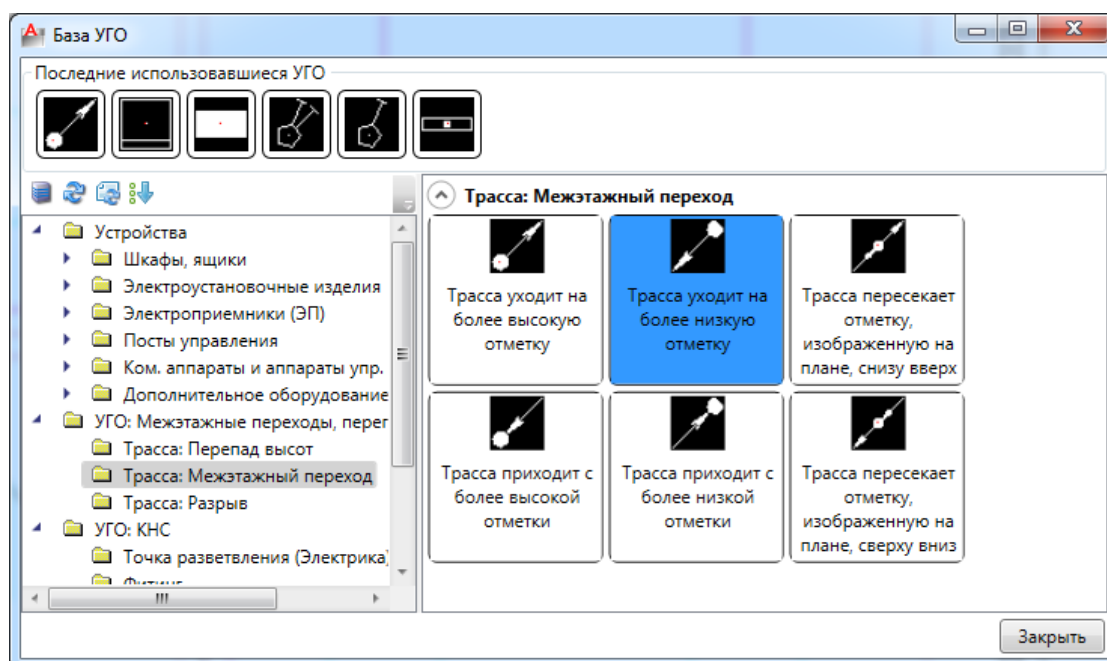 База УГО
Последние использовавшиеся УГО
Устройства
Шкафы, ящики
Электроустановочные изделия
Электроприемники (ЭП)
Посты управления
Ком. аппараты и аппараты упр.
Дополнительное оборудование
УГО: Межэтажные переходы, перег
Трасса: Перепад высот
Трасса: Межэтажный переход
Трасса: Разрыв
УГО: КНС
Точка разветвления (Электрика)
Фитинг
Трасса: Межэтажный переход
Трасса уходит на
более высокую
отметку
Трасса уходит на
более низкую
отметку
Трасса пересекает
отметку,
изображенную на
плане, снизу вверх
Трасса приходит с
более высокой
отметки
Трасса приходит с
более низкой
отметки
Трасса пересекает
отметку,
изображенную на
плане, сверху вниз
Закрыть